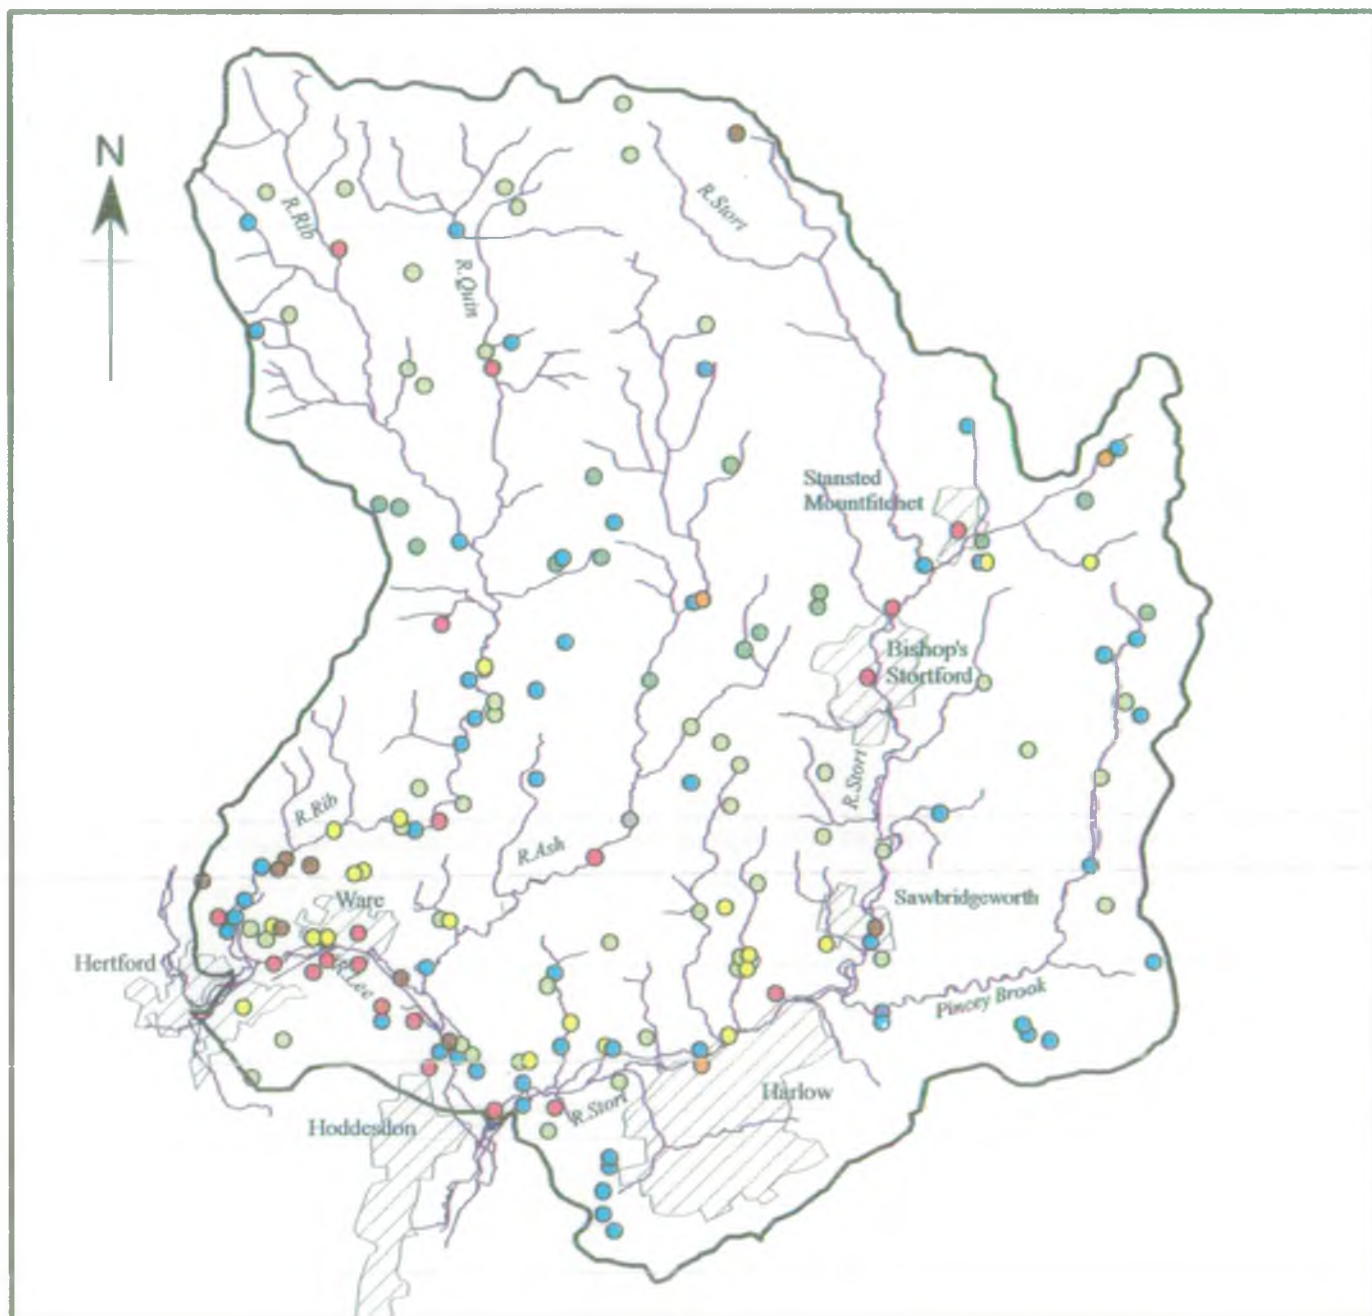 N
R.Stort
R.Rib
R.Quin
Stansted
Mountfitchet
Bishop's
Stortford
R.Stort
R.Rib
R.Ash
Ware
Sawbridgeworth
Hertford
Lee
Pincey Brook
Harlow
R.Stort
Hoddesdon